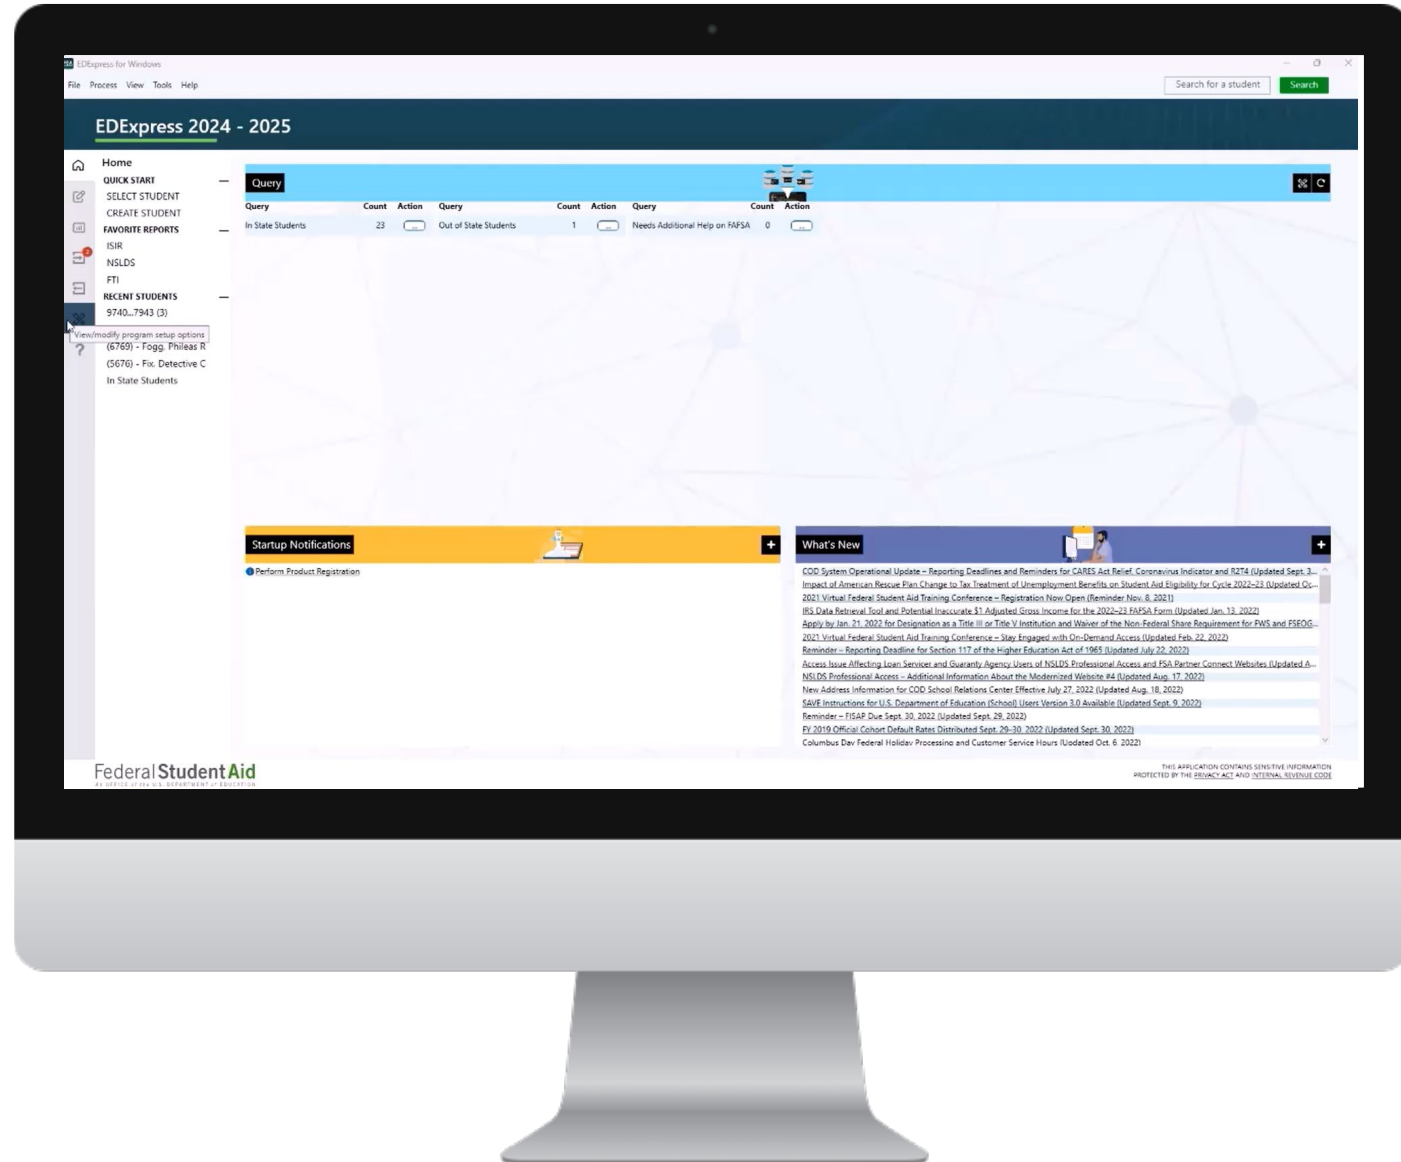 EDExpress for Windows
File Process View Tools Help
Search for a student Search
EDExpress 2024 - 2025
Home
QUICK START
SELECT STUDENT
CREATE STUDENT
FAVORITE REPORTS
ISIR
NSLDS
FTI
RECENT STUDENTS
9740...7943 (3)
View/modify program setup options
(6769) - Fogg, Phileas R
(5676) - Fix, Detective C
In State Students
Query
Query Count Action Query Count Action Query Count Action
In State Students 23 ... Out of State Students 1 ... Needs Additional Help on FAFSA 0 ...
Startup Notifications
Perform Product Registration
What's New
COD System Operational Update – Reporting Deadlines and Reminders for CARES Act Relief, Coronavirus Indicator and R2T4 (Updated Sept. 3...
Impact of American Rescue Plan Change to Tax Treatment of Unemployment Benefits on Student Aid Eligibility for Cycle 2022–23 (Updated Oc...
2021 Virtual Federal Student Aid Training Conference – Registration Now Open (Reminder Nov. 8, 2021)
IRS Data Retrieval Tool and Potential Inaccurate $1 Adjusted Gross Income for the 2022–23 FAFSA Form (Updated Jan. 13, 2022)
Apply by Jan. 21, 2022 for Designation as a Title III or Title V Institution and Waiver of the Non-Federal Share Requirement for FWS and FSEOG...
2021 Virtual Federal Student Aid Training Conference – Stay Engaged with On-Demand Access (Updated Feb. 22, 2022)
Reminder – Reporting Deadline for Section 117 of the Higher Education Act of 1965 (Updated July 22, 2022)
Access Issue Affecting Loan Servicer and Guaranty Agency Users of NSLDS Professional Access and FSA Partner Connect Websites (Updated A...
NSLDS Professional Access – Additional Information About the Modernized Website #4 (Updated Aug. 17, 2022)
New Address Information for COD School Relations Center Effective July 27, 2022 (Updated Aug. 18, 2022)
SAVE Instructions for U.S. Department of Education (School) Users Version 3.0 Available (Updated Sept. 9, 2022)
Reminder – FISAP Due Sept. 30, 2022 (Updated Sept. 29, 2022)
FY 2019 Official Cohort Default Rates Distributed Sept. 29–30, 2022 (Updated Sept. 30, 2022)
Columbus Day Federal Holiday Processing and Customer Service Hours (Updated Oct. 6, 2022)
Federal Student Aid
An OFFICE of the U.S. DEPARTMENT of EDUCATION
THIS APPLICATION CONTAINS SENSITIVE INFORMATION
PROTECTED BY THE PRIVACY ACT AND INTERNAL REVENUE CODE